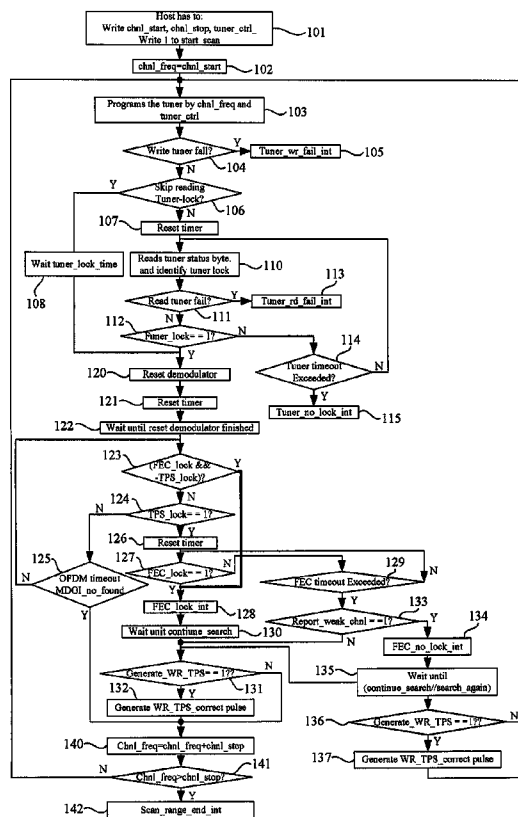 Host has to:
Write chnl_start, chnl_stop, tuner_ctrl_
Write 1 to start_scan
101
chnl_freq=chnl_start
102
Programs the tuner by chnl_freq and
tuner_ctrl
103
Write tuner fail?
104
Y
Tuner_wr_fail_int
105
N
Y
Skip reading
Tuner-lock?
106
107
N
Reset timer
Wait tuner_lock_time
108
Reads tuner status byte.
and identify tuner lock
110
113
Read tuner fail?
111
Y
Tuner_rd_fail_int
N
112
Tuner_lock== 1?
N
114
Y
Tuner timeout
Exceeded?
N
120
Reset demodulator
Y
121
Reset timer
Tuner_no_lock_int
115
122
Wait until reset demodulator finished
123
(FEC_lock &&
-TPS_lock)?
Y
N
124
N
TPS_lock== 1?
126
Y
Reset timer
125
127
FEC_lock== 1?
N
129
OFDM timeout
MDOI_no_found
N
FEC timeout Exceeded?
N
Y
Y
Y
133
FEC_lock_int
128
Report_weak_chnl ==1?
Y
134
Wait unit contiune_search
130
N
FEC_no_lock_int
135
Generate_WR_TPS==1??
N
131
Wait until
(continue_search//search_again)
132
Y
Generate WR_TPS_correct pulse
136
Generate_WR_TPS==1??
N
140
Chnl_freq=chnl_freq+chnl_stop
137
Y
Generate WR_TPS_correct pulse
N
Chnl_freq>chnl_stop?
141
Y
142
Scan_range_end_int